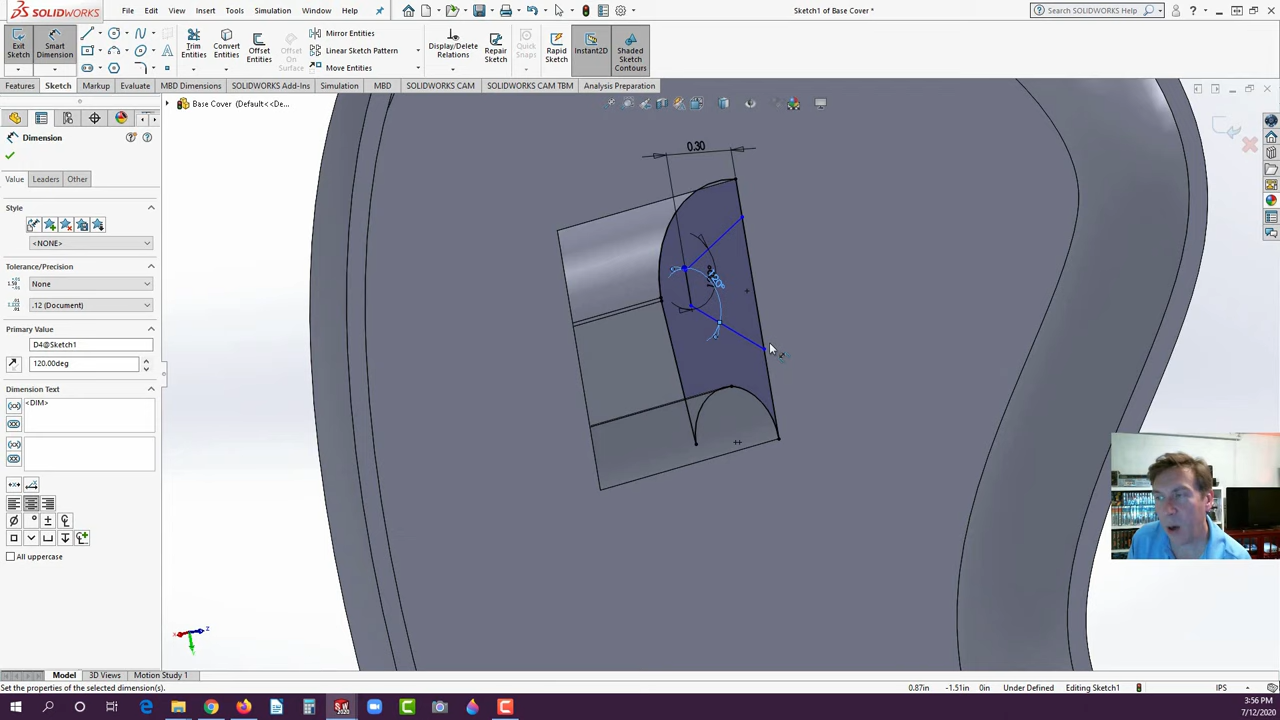 SOLIDWORKS File Edit View Insert Tools Simulation Window Help Sketch1 of Base Cover * Search SOLIDWORKS Help
Exit Sketch Smart Dimension Trim Entities Convert Entities Offset Entities Offset On Surface Mirror Entities Linear Sketch Pattern Move Entities Display/Delete Relations Repair Sketch Quick Snaps Rapid Sketch Instant2D Shaded Sketch Contours
Features Sketch Markup Evaluate MBD Dimensions SOLIDWORKS Add-Ins Simulation MBD SOLIDWORKS CAM SOLIDWORKS CAM TBM Analysis Preparation
Base Cover (Default<<De...
Dimension
0.30
Value Leaders Other
Style
<NONE>
Tolerance/Precision
None
.12 (Document)
Primary Value
D4@Sketch1
120.00deg
Dimension Text
<DIM>
All uppercase
Model 3D Views Motion Study 1
Set the properties of the selected dimension(s). 0.87in -1.51in 0in Under Defined Editing Sketch1 IPS
3:56 PM
7/12/2020